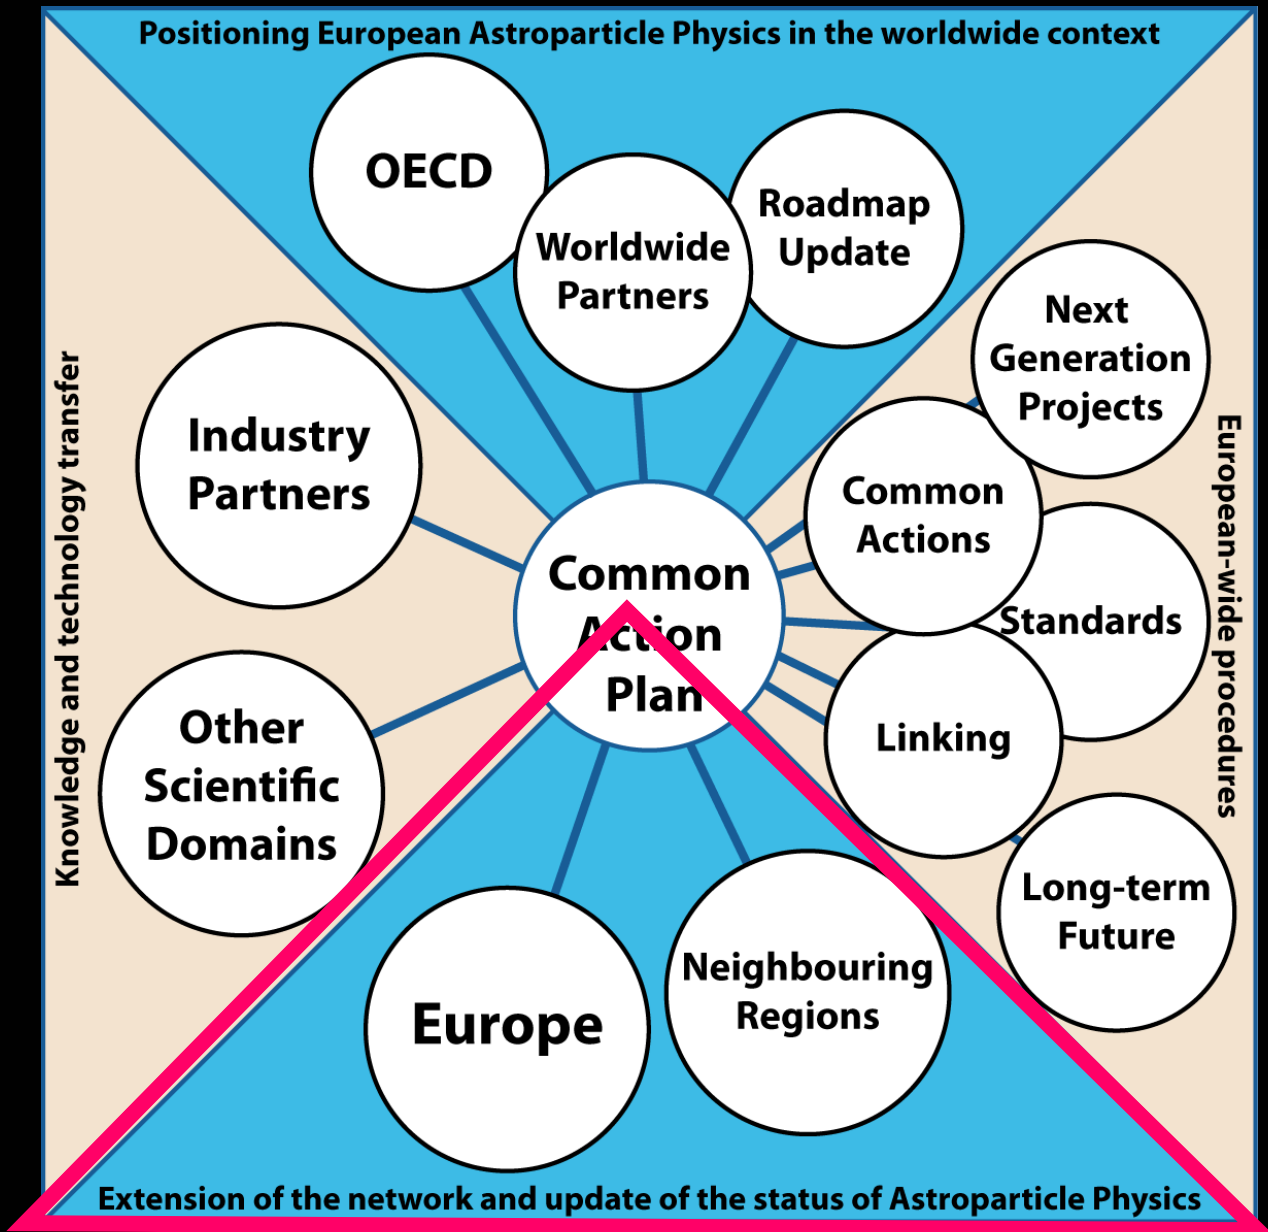 Positioning European Astroparticle Physics in the worldwide context
OECD
Worldwide
Partners
Roadmap
Update
Next
Generation
Projects
Common
Actions
Standards
Linking
Long-term
Future
European-wide procedures
Industry
Partners
Other
Scientific
Domains
Knowledge and technology transfer
Common
Action
Plan
Europe
Neighbouring
Regions
Extension of the network and update of the status of Astroparticle Physics